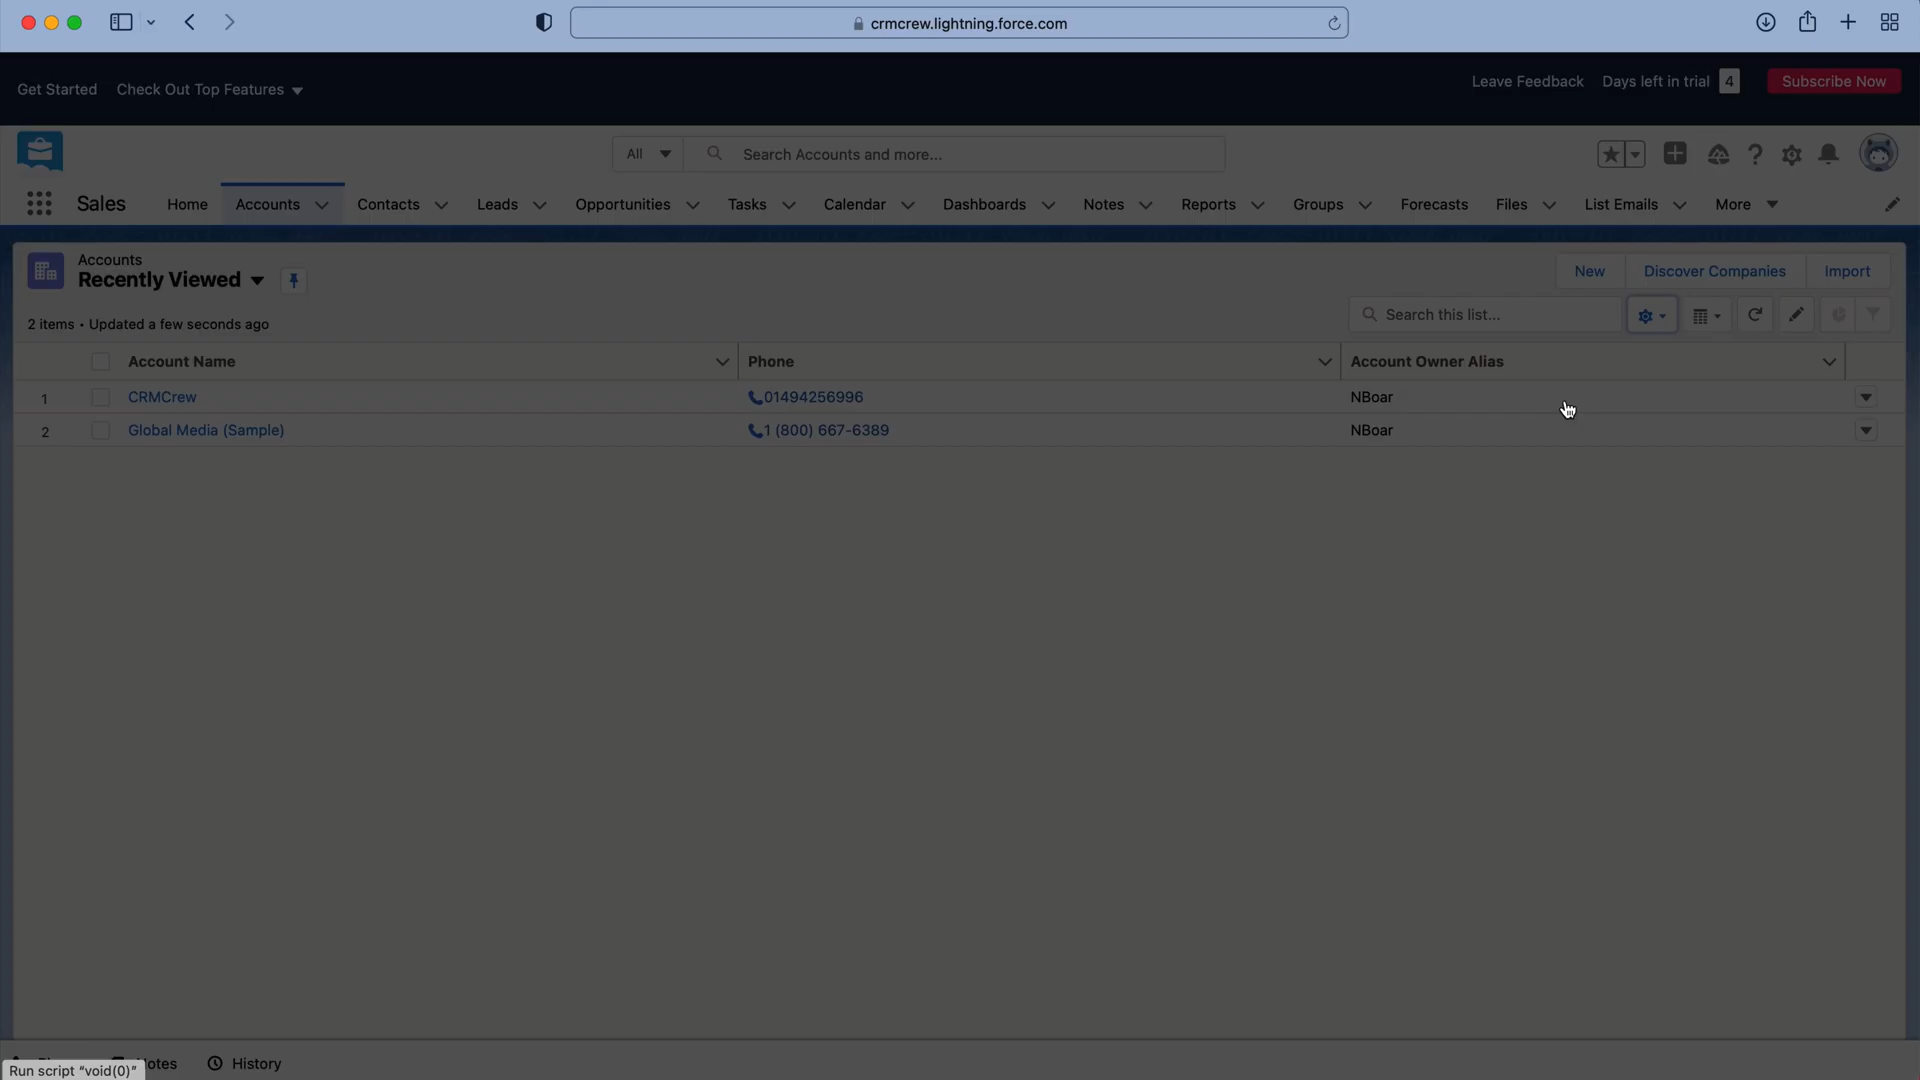 crmcrew.lightning.force.com
Get Started Check Out Top Features Leave Feedback Days left in trial 4 Subscribe Now
All Search Accounts and more...
Sales Home Accounts Contacts Leads Opportunities Tasks Calendar Dashboards Notes Reports Groups Forecasts Files List Emails More
Accounts
Recently Viewed
New Discover Companies Import
2 items • Updated a few seconds ago
Search this list...
Account Name Phone Account Owner Alias
1 CRMCrew 01494256996 NBoar
2 Global Media (Sample) 1 (800) 667-6389 NBoar
History
Run script “void(0)”